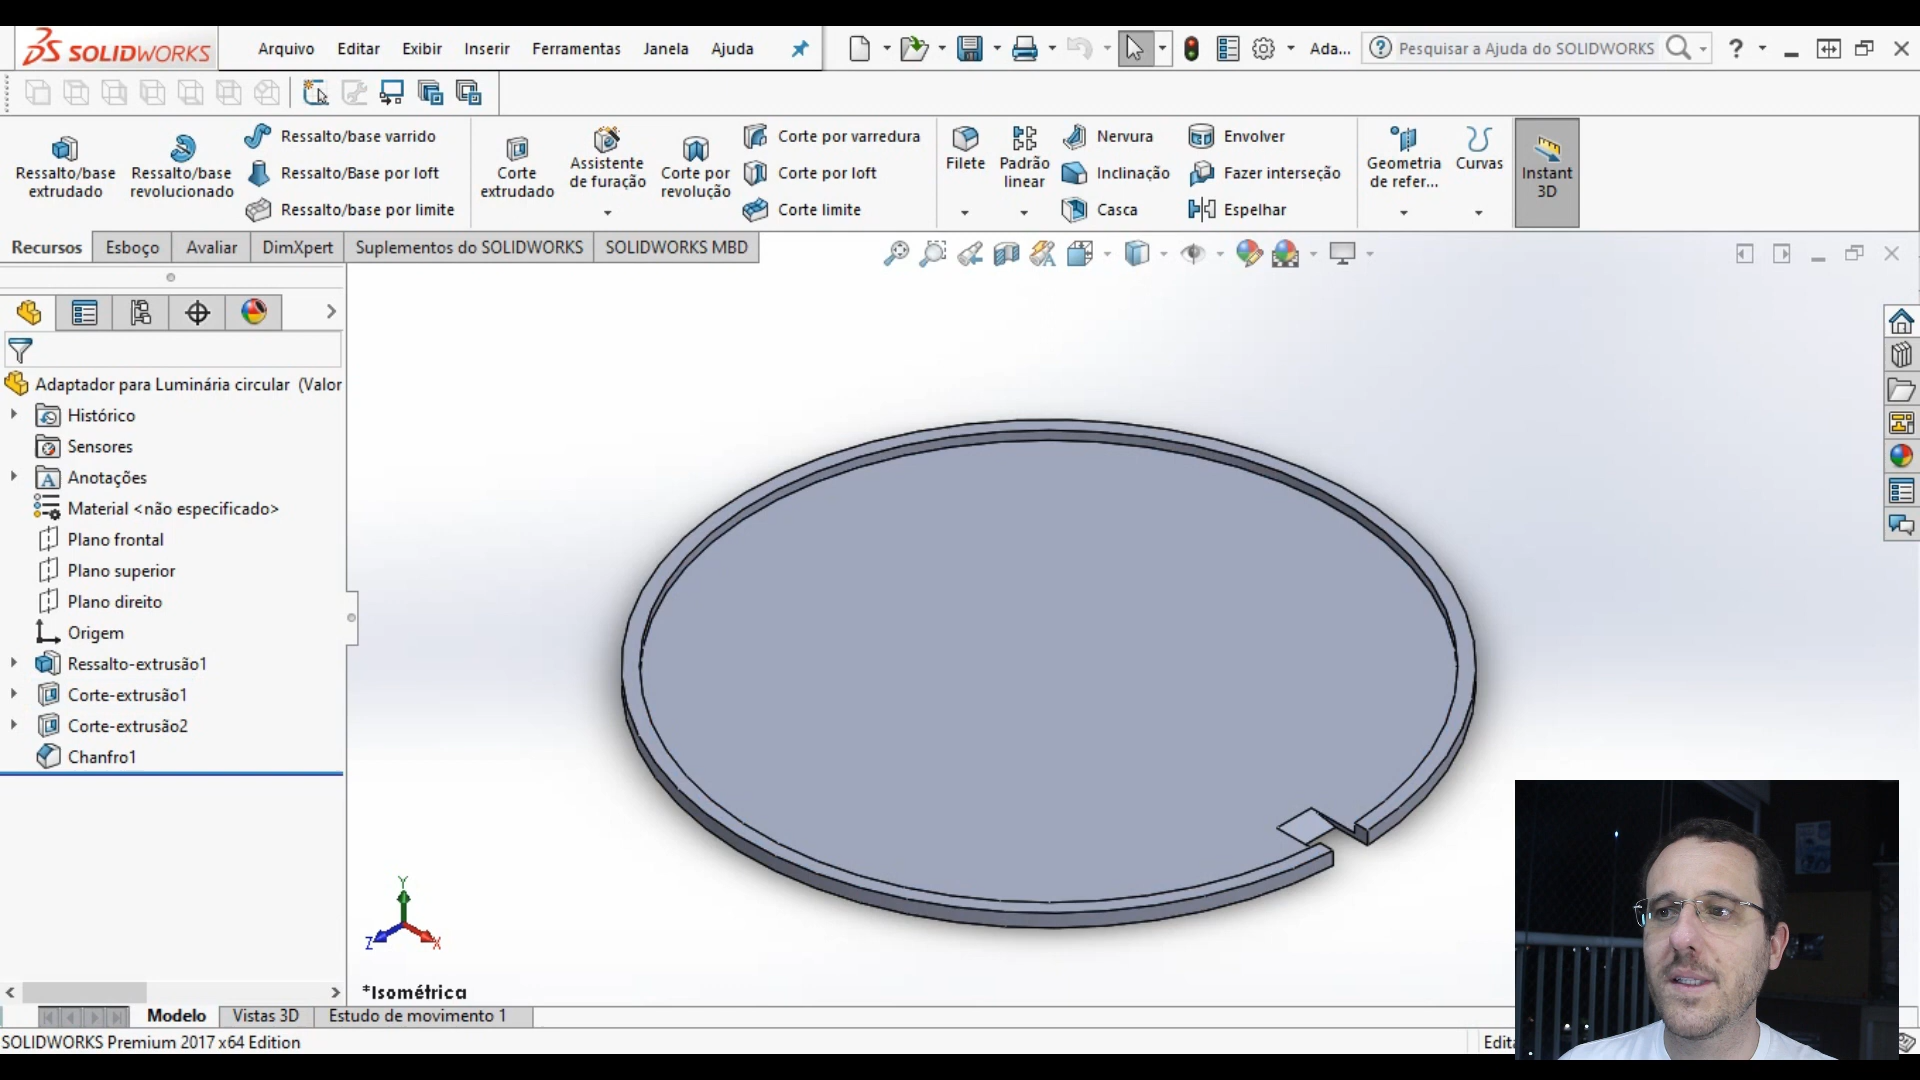 SOLIDWORKS
Arquivo Editar Exibir Inserir Ferramentas Janela Ajuda
Ada...
Pesquisar a Ajuda do SOLIDWORKS
?
Ressalto/base extrudado
Ressalto/base revolucionado
Ressalto/base varrido
Ressalto/Base por loft
Ressalto/base por limite
Corte extrudado
Assistente de furação
Corte por revolução
Corte por varredura
Corte por loft
Corte limite
Filete
Padrão linear
Nervura
Inclinação
Casca
Envolver
Fazer interseção
Espelhar
Geometria de refer...
Curvas
Instant 3D
Recursos Esboço Avaliar DimXpert Suplementos do SOLIDWORKS SOLIDWORKS MBD
Adaptador para Luminária circular (Valor
Histórico
Sensores
Anotações
Material <não especificado>
Plano frontal
Plano superior
Plano direito
Origem
Ressalto-extrusão1
Corte-extrusão1
Corte-extrusão2
Chanfro1
Y
Z
X
*Isométrica
Modelo Vistas 3D Estudo de movimento 1
SOLIDWORKS Premium 2017 x64 Edition
Edita